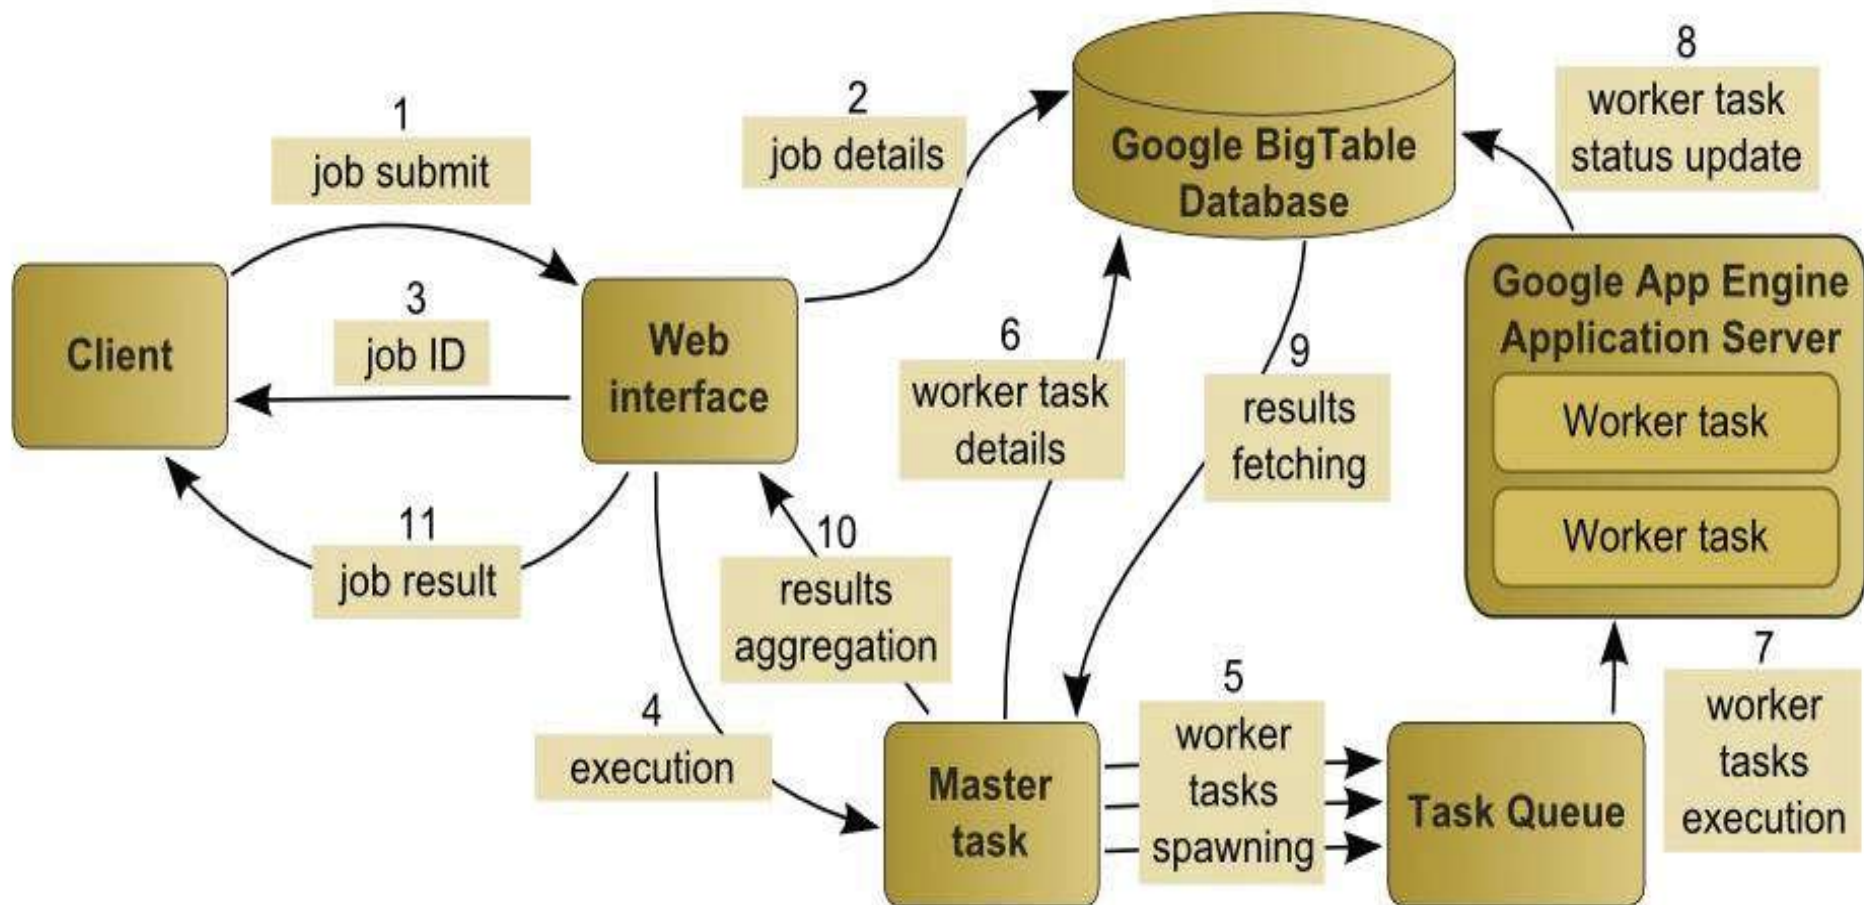 1
job submit
2
job details
Google BigTable
Database
8
worker task
status update
Client
3
job ID
Web
interface
6
worker task
details
9
results
fetching
Google App Engine
Application Server
Worker task
Worker task
11
job result
10
results
aggregation
4
execution
Master
task
5
worker
tasks
spawning
Task Queue
7
worker
tasks
execution